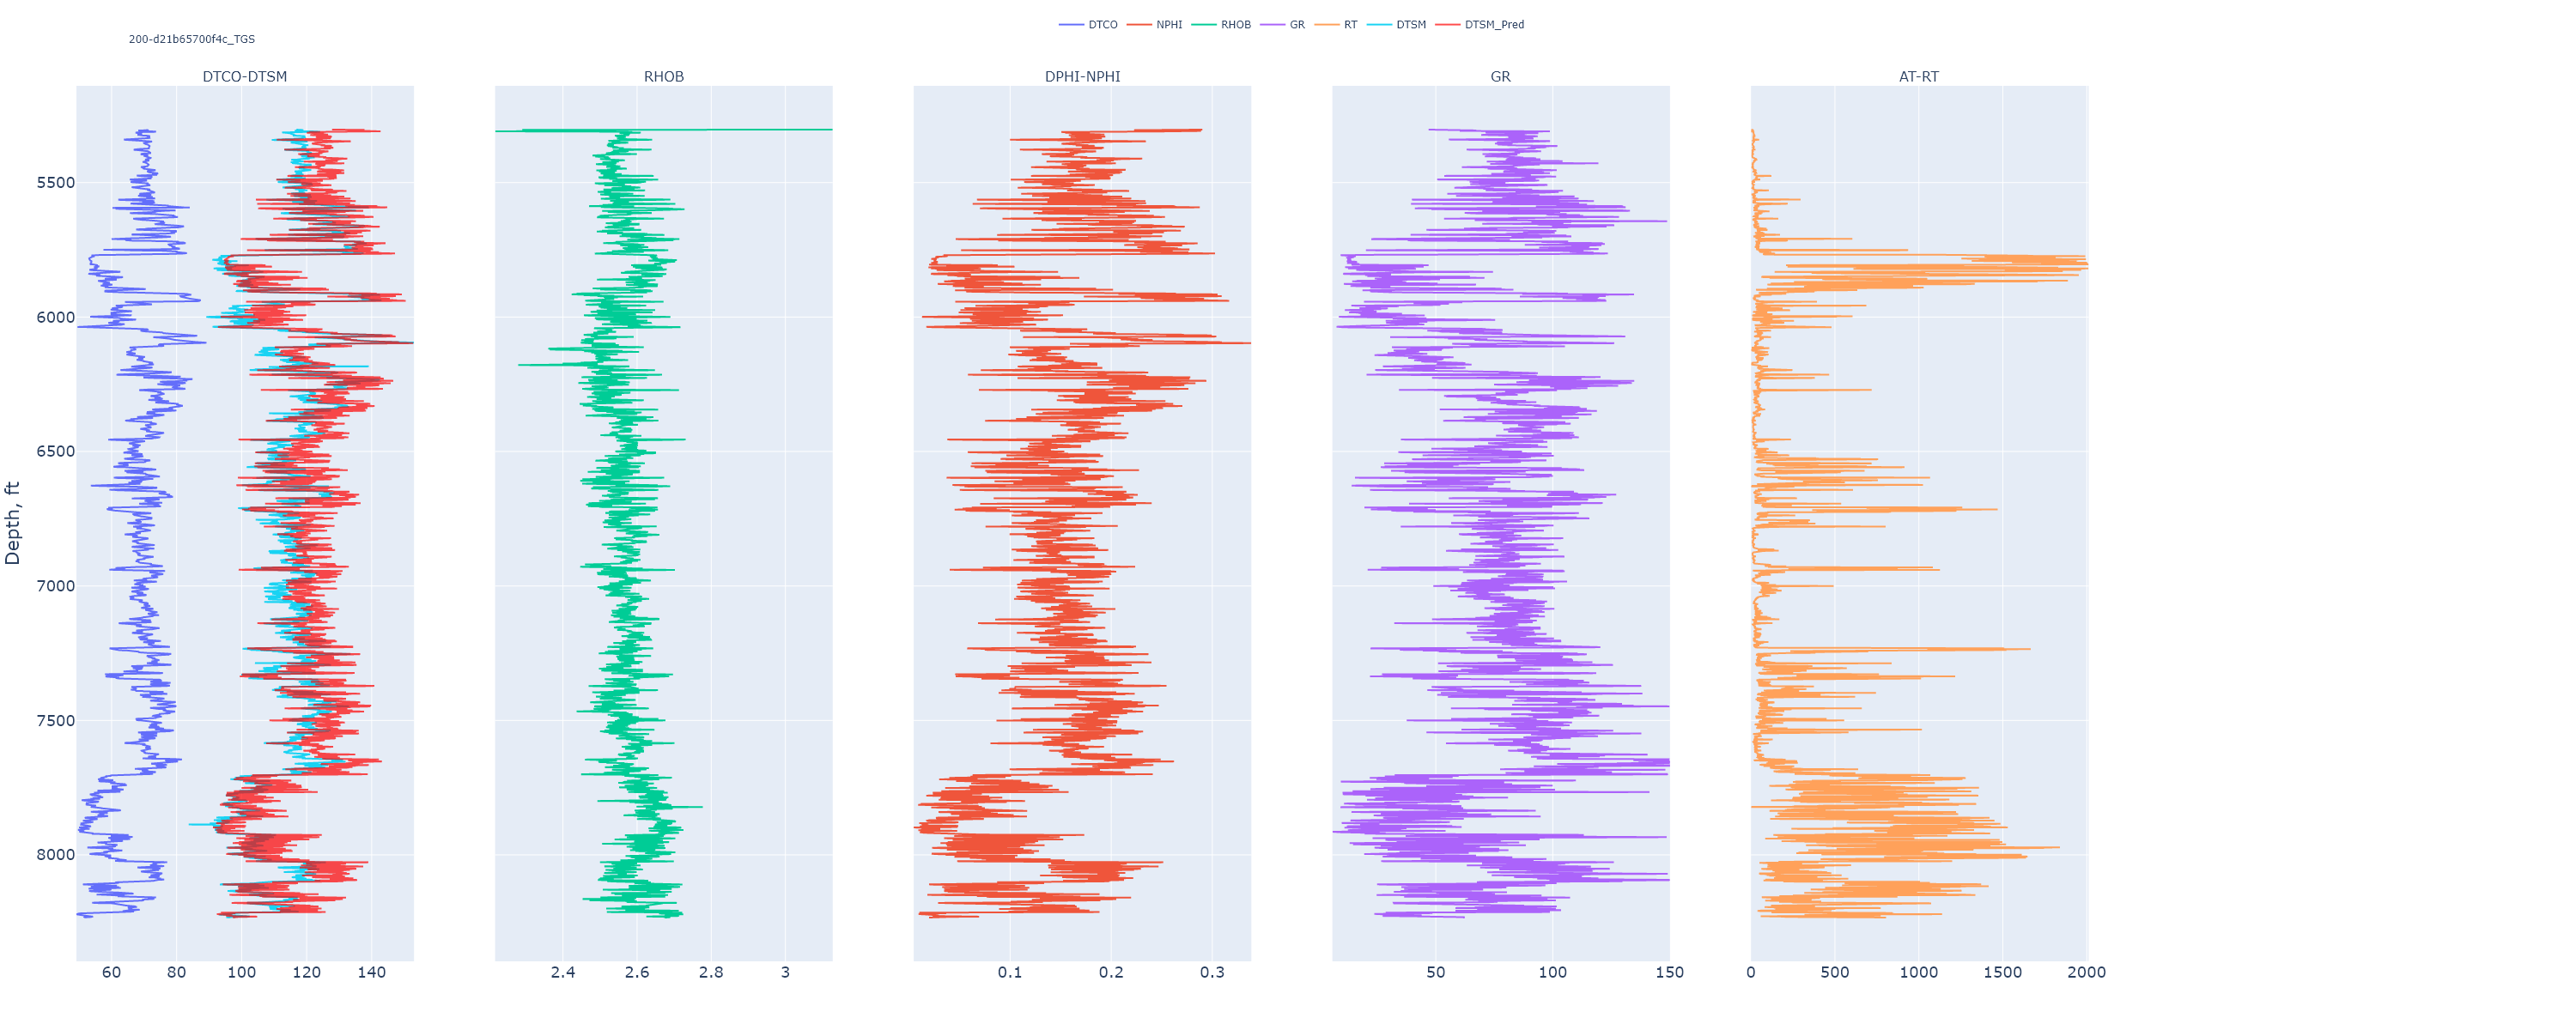 DTCO NPHI RHOB GR RT DTSM DTSM_Pred
200-d21b65700f4c_TGS
DTCO-DTSM RHOB DPHI-NPHI GR AT-RT
Depth, ft
5500
6000
6500
7000
7500
8000
60 80 100 120 140 2.4 2.6 2.8 3 0.1 0.2 0.3 50 100 150 0 500 1000 1500 2000